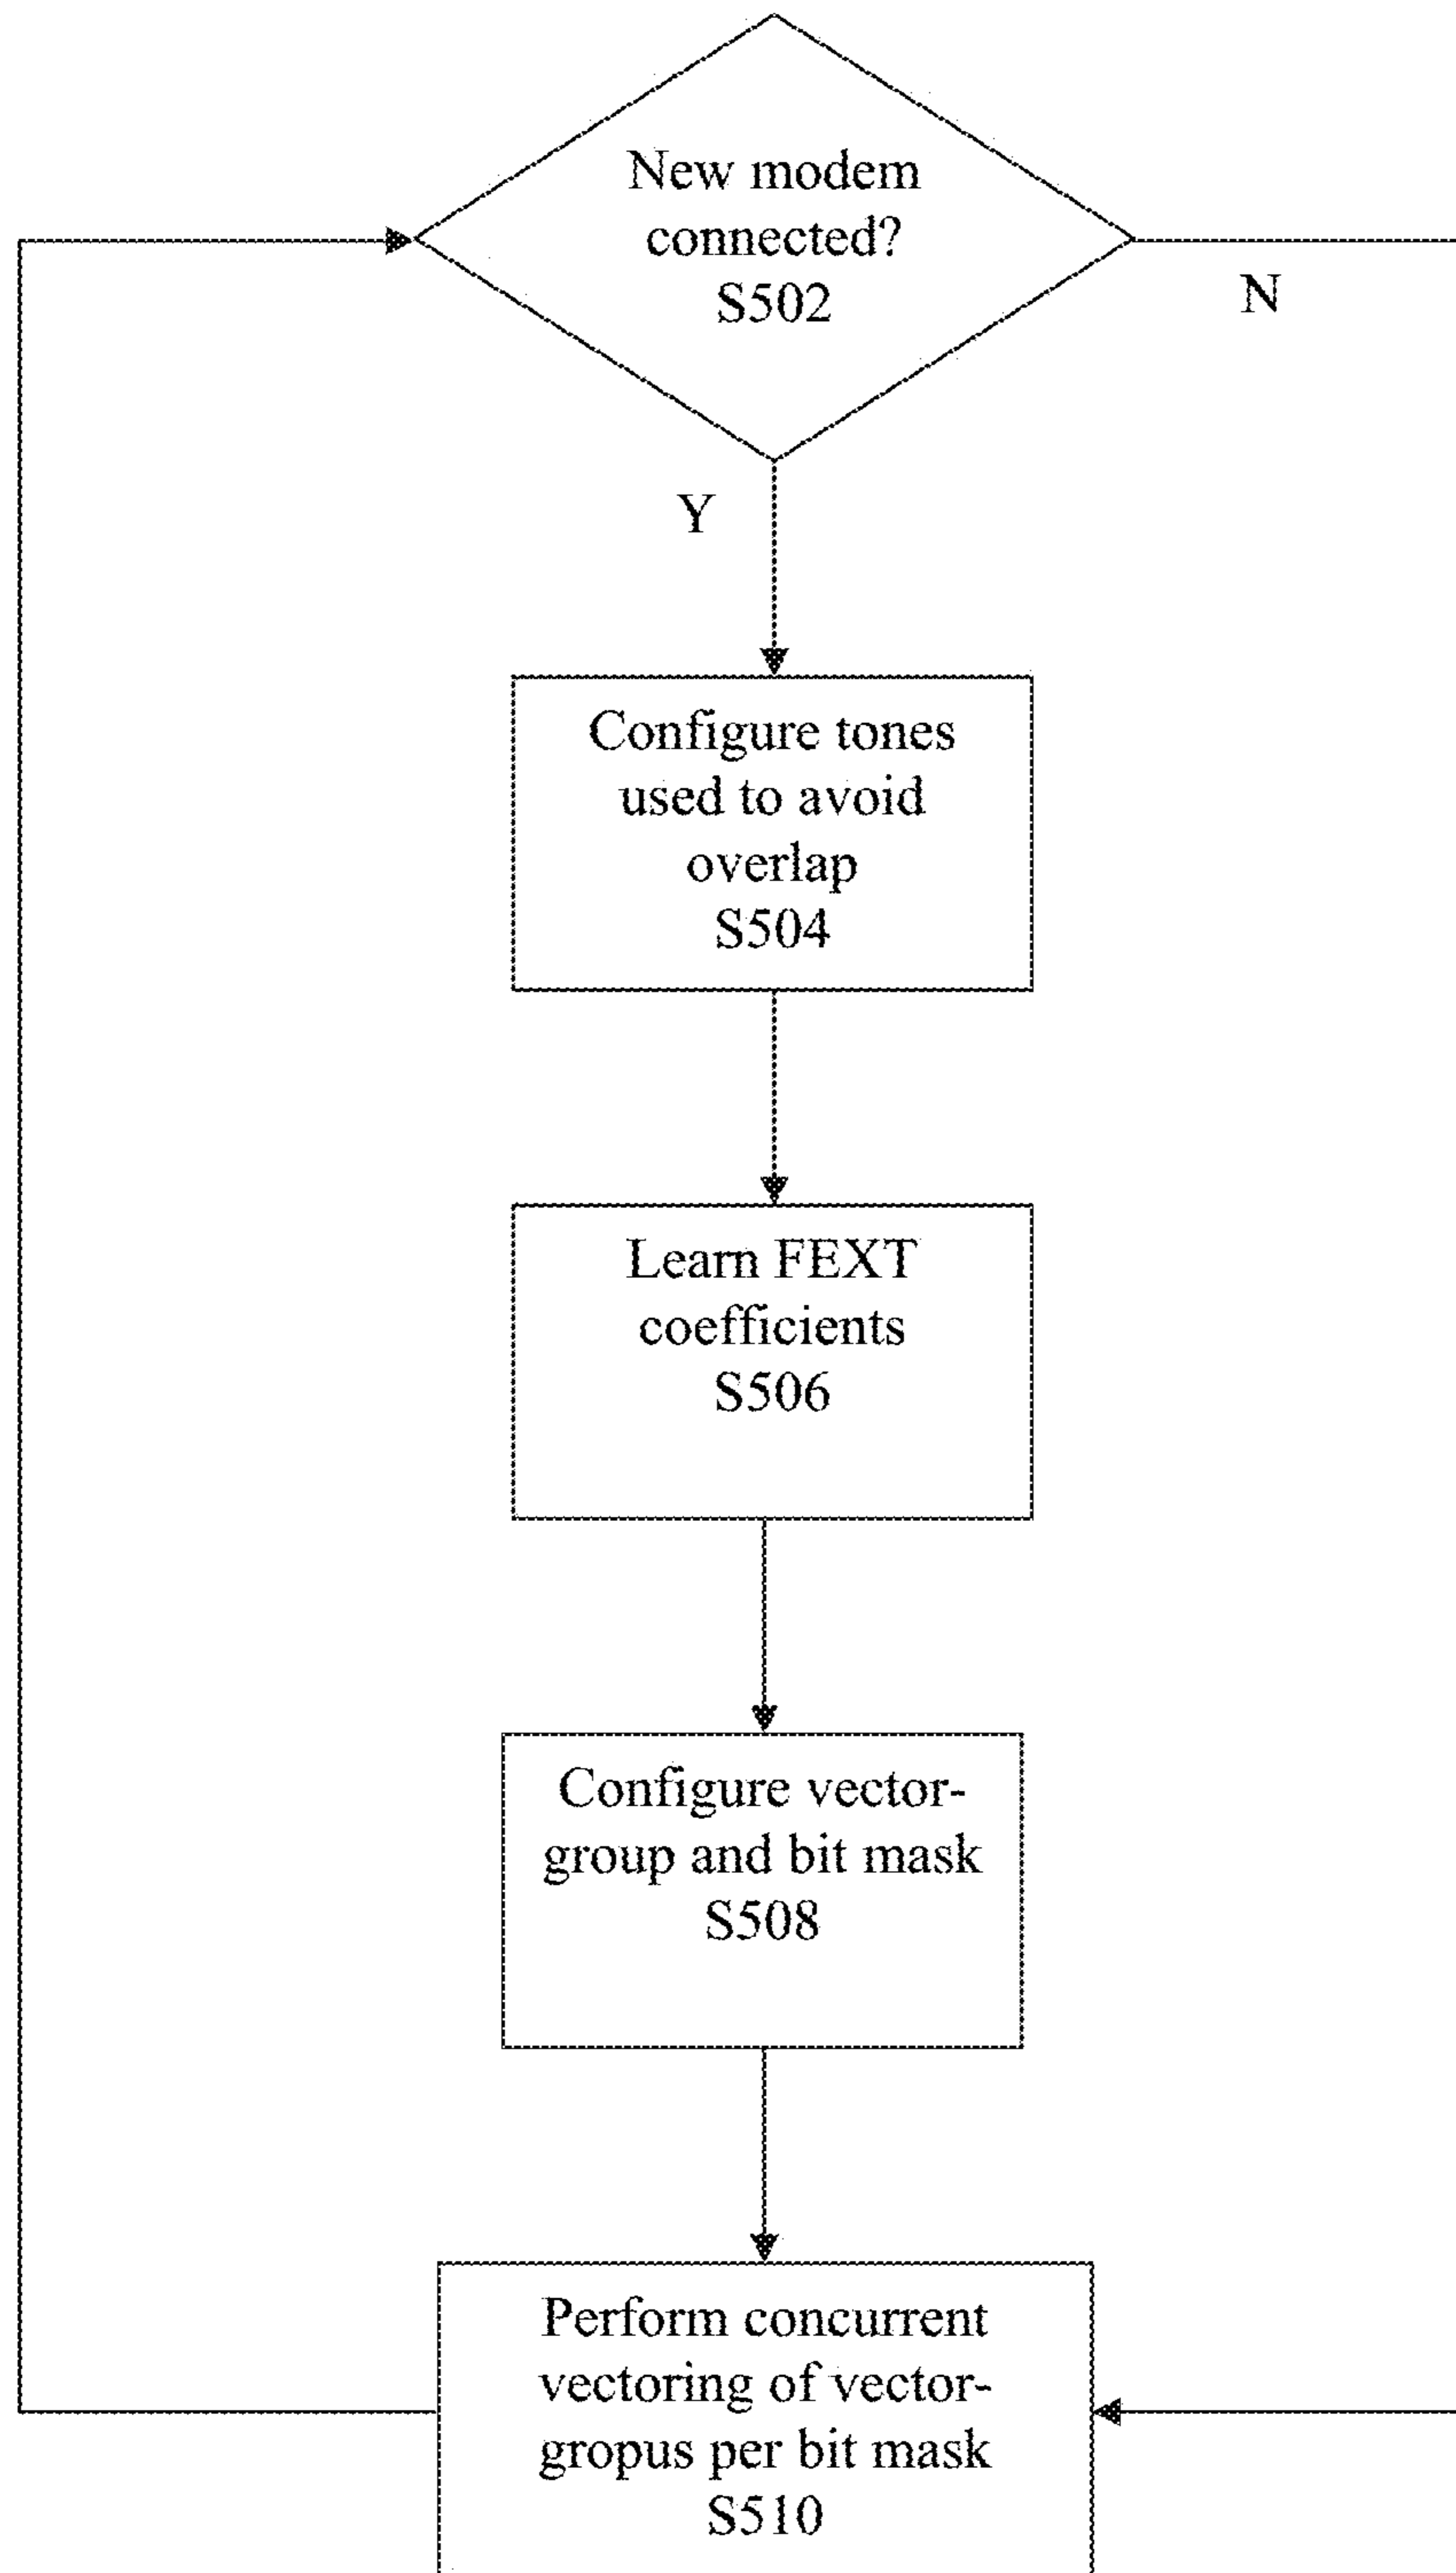 New modem
connected?
S502
N
Y
Configure tones
used to avoid
overlap
S504
Learn FEXT
coefficients
S506
Configure vector-
group and bit mask
S508
Perform concurrent
vectoring of vector-
gropus per bit mask
S510